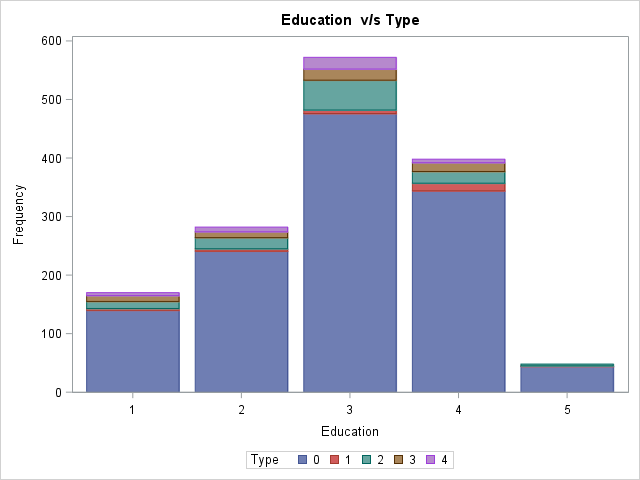 Education v/s Type
600
500
400
300
200
100
0
Frequency
1 2 3 4 5
Education
Type 0 1 2 3 4